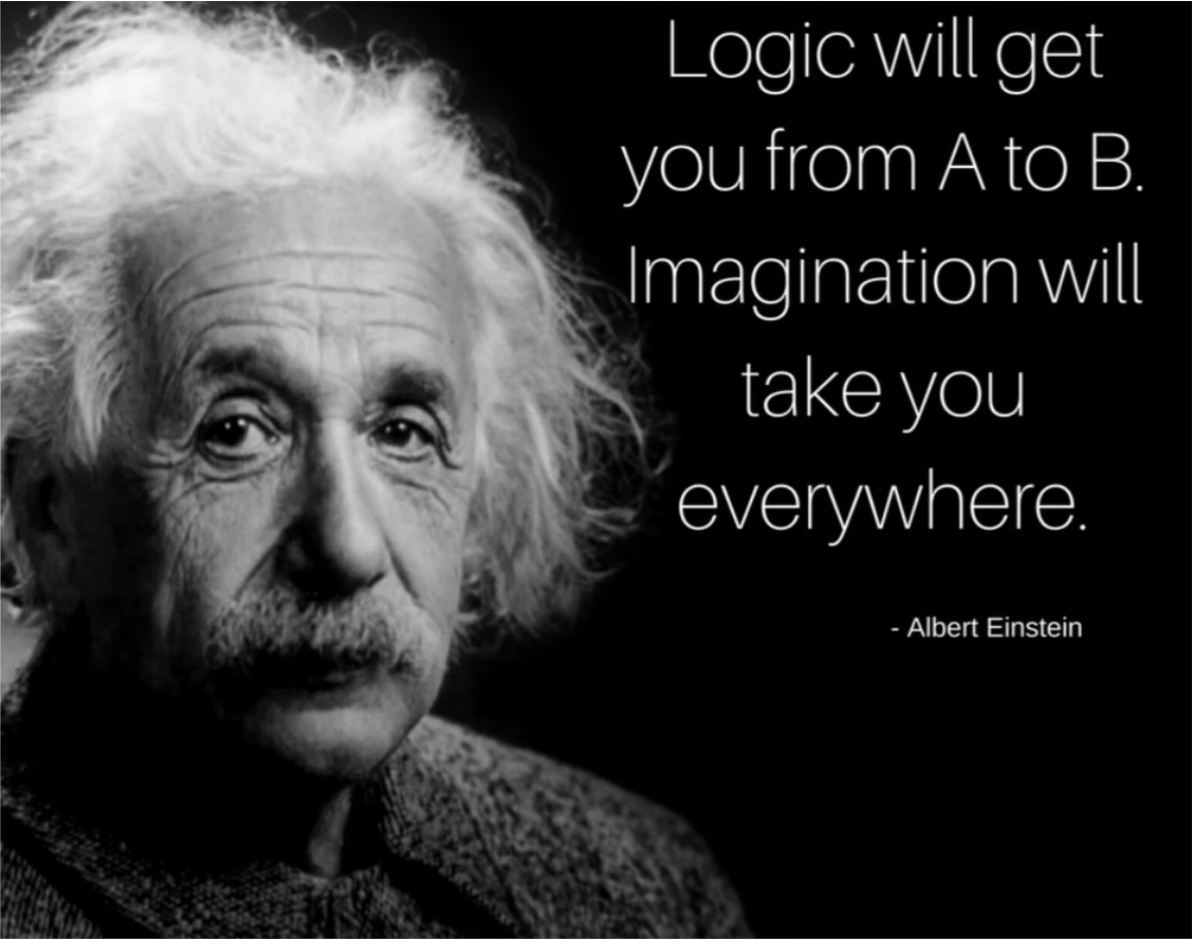 Logic will get
you from A to B.
Imagination will
take you
everywhere.
- Albert Einstein